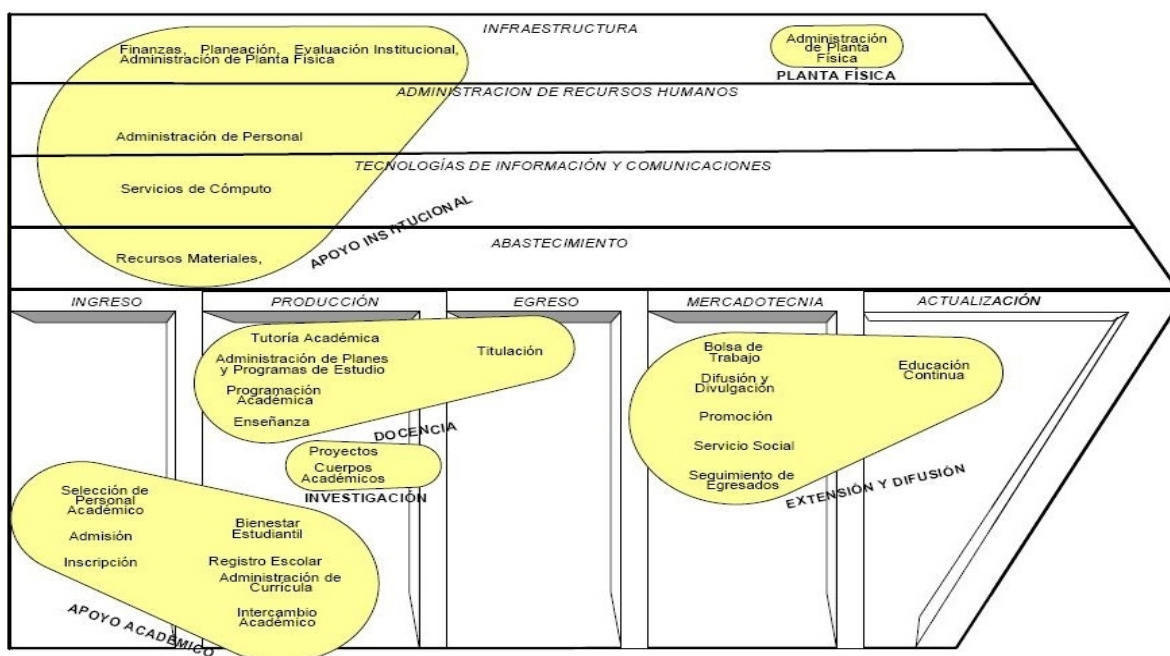 INFRAESTRUCTURA
Finanzas, Planeación, Evaluación Institucional,
Administración de Planta Física
Administración
de Planta
Física
PLANTA FÍSICA
ADMINISTRACION DE RECURSOS HUMANOS
Administración de Personal
TECNOLOGÍAS DE INFORMACIÓN Y COMUNICACIONES
Servicios de Cómputo
APOYO INSTITUCIONAL
ABASTECIMIENTO
Recursos Materiales,
INGRESO
PRODUCCIÓN
EGRESO
MERCADOTECNIA
ACTUALIZACIÓN
Tutoría Académica
Administración de Planes
y Programas de Estudio
Programación
Académica
Enseñanza
Titulación
DOCENCIA
Proyectos
Cuerpos
Académicos
INVESTIGACIÓN
Bolsa de
Trabajo
Difusión y
Divulgación
Promoción
Servicio Social
Seguimiento de
Egresados
Educación
Continua
EXTENSIÓN Y DIFUSIÓN
Selección de
Personal
Académico
Admisión
Inscripción
Bienestar
Estudiantil
Registro Escolar
Administración de
Currícula
Intercambio
Académico
APOYO ACADÉMICO